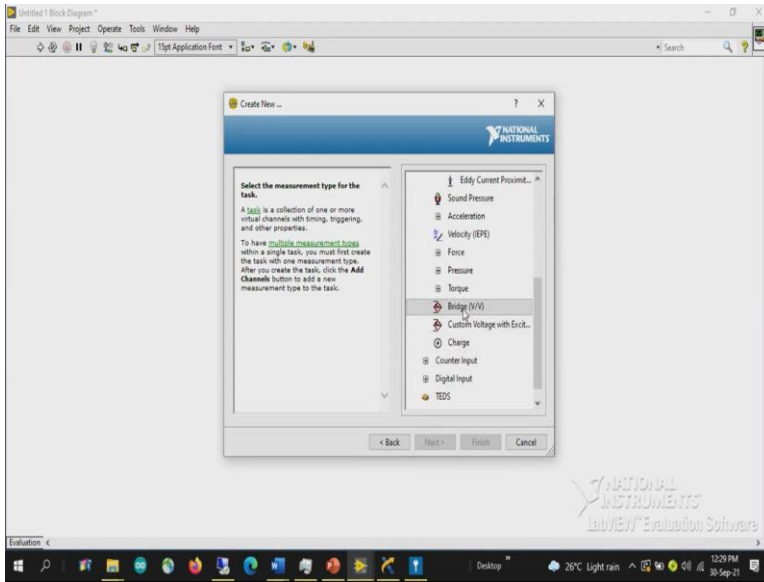 Untitled 1 Block Diagram *
File Edit View Project Operate Tools Window Help
15pt Application Font
Search
Create New ...
NATIONAL
INSTRUMENTS
Select the measurement type for the
task.
A task is a collection of one or more
virtual channels with timing, triggering,
and other properties.
To have multiple measurement types
within a single task, you must first create
the task with one measurement type.
After you create the task, click the Add
Channels button to add a new
measurement type to the task.
Eddy Current Proximit...
Sound Pressure
Acceleration
Velocity (IEPE)
Force
Pressure
Torque
Bridge (V/V)
Custom Voltage with Excit...
Charge
Counter Input
Digital Input
TEDS
< Back Next > Finish Cancel
NATIONAL
INSTRUMENTS
LabVIEW™ Evaluation Software
Evaluation
Desktop
26°C Light rain
12:29 PM
30-Sep-21